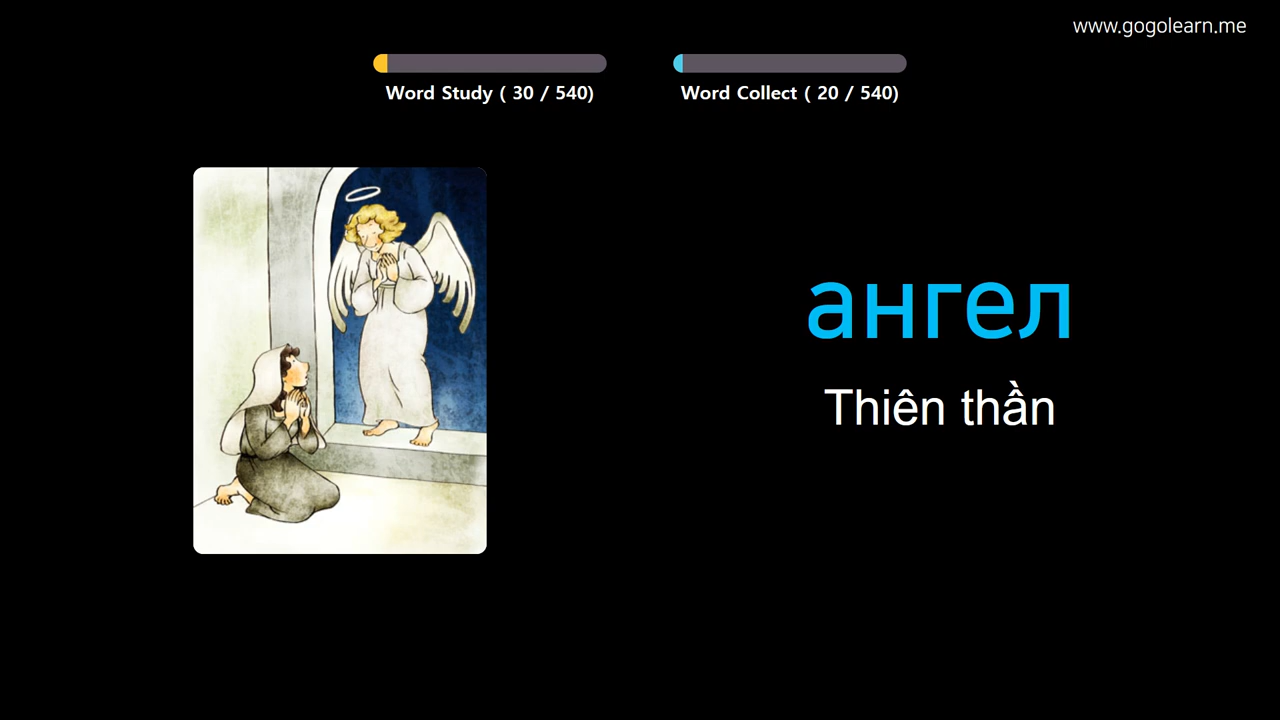 www.gogolearn.me
Word Study ( 30 / 540)
Word Collect ( 20 / 540)
ангел
Thiên thần